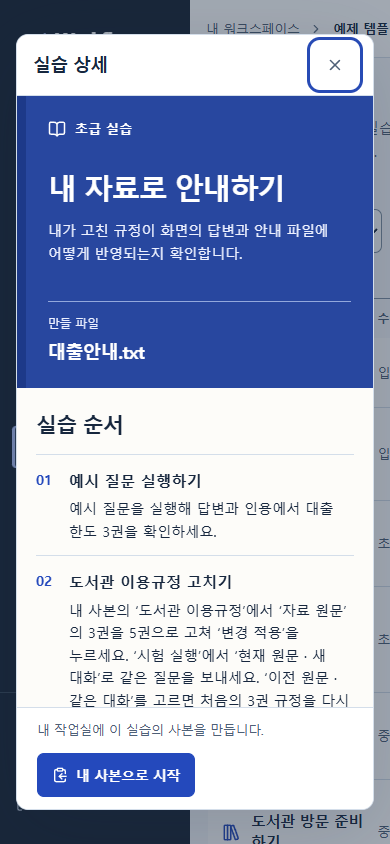 내 워크스페이스 > 예제 템플
실습 상세
초급 실습
내 자료로 안내하기
내가 고친 규정이 화면의 답변과 안내 파일에
어떻게 반영되는지 확인합니다.
만들 파일
대출안내.txt
수
입
입
초
초
중
중
실습 순서
01 예시 질문 실행하기
예시 질문을 실행해 답변과 인용에서 대출
한도 3권을 확인하세요.
02 도서관 이용규정 고치기
내 사본의 ‘도서관 이용규정’에서 ‘자료 원문’
의 3권을 5권으로 고쳐 ‘변경 적용’을
누르세요. ‘시험 실행’에서 ‘현재 원문 · 새
대화’로 같은 질문을 보내세요. ‘이전 원문 ·
같은 대화’를 고르면 처음의 3권 규정을 다시
내 작업실에 이 실습의 사본을 만듭니다.
내 사본으로 시작
도서관 방문 준비
하기